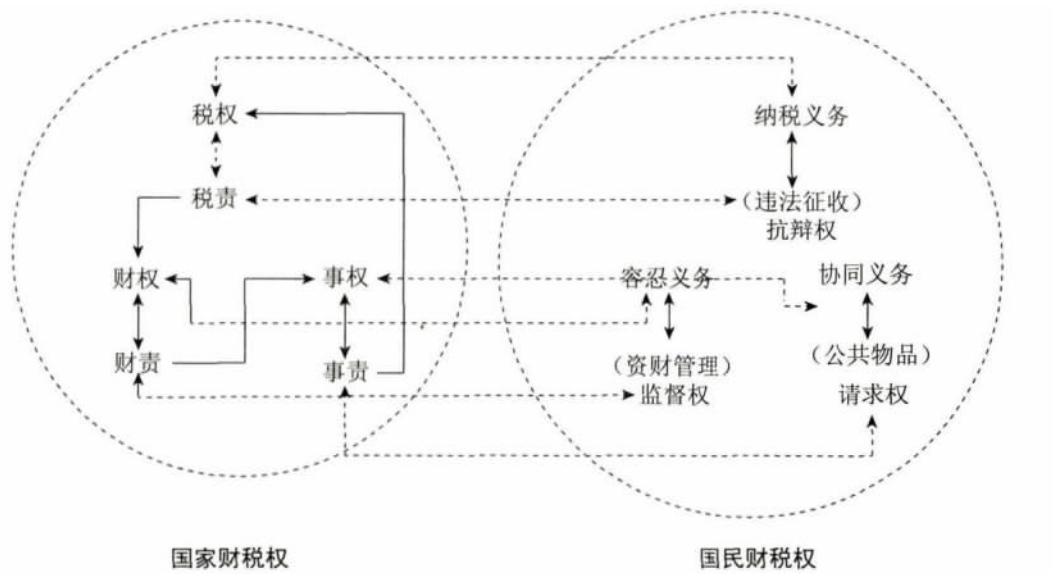 税权
纳税义务
税责
（违法征收）
抗辩权
财权
事权
容忍义务
协同义务
财责
事责
（资财管理）
监督权
（公共物品）
请求权
国家财税权
国民财税权